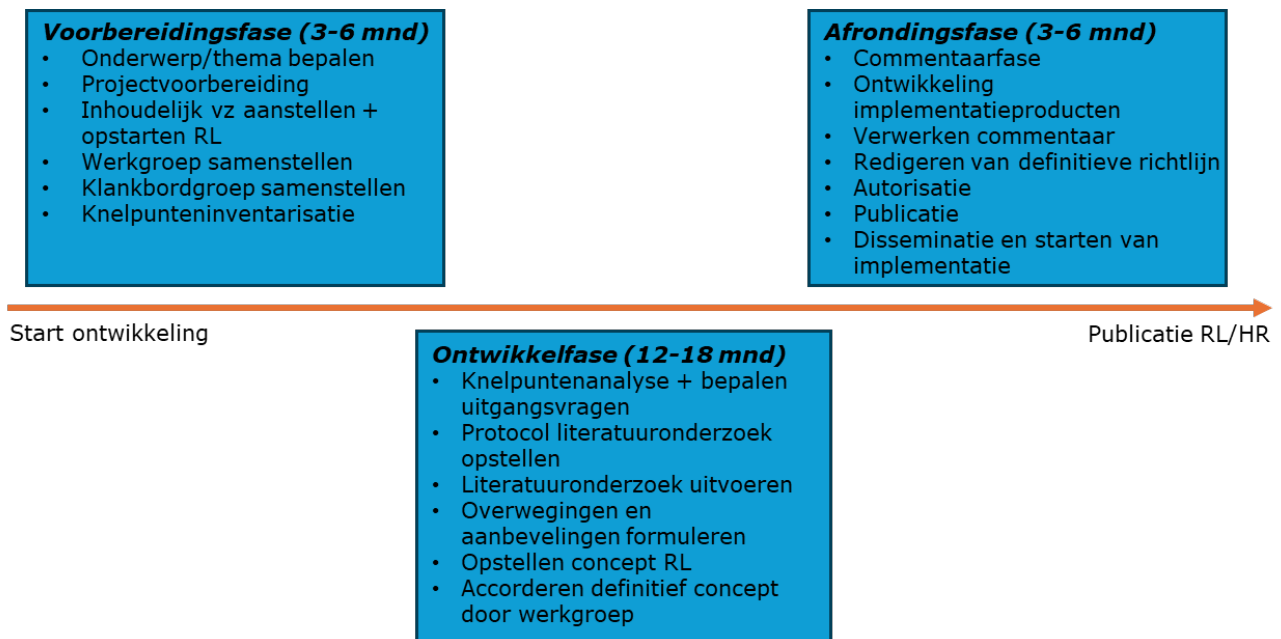 Voorbereidingsfase (3-6 mnd)
• Onderwerp/thema bepalen
• Projectvoorbereiding
• Inhoudelijk vz aanstellen +
opstarten RL
• Werkgroep samenstellen
• Klankbordgroep samenstellen
• Knelpunteninventarisatie
Afrondingsfase (3-6 mnd)
• Commentaarfase
• Ontwikkeling
implementatieproducten
• Verwerken commentaar
• Redigeren van definitieve richtlijn
• Autorisatie
• Publicatie
• Disseminatie en starten van
implementatie
Start ontwikkeling
Publicatie RL/HR
Ontwikkelfase (12-18 mnd)
• Knelpuntenanalyse + bepalen
uitgangsvragen
• Protocol literatuuronderzoek
opstellen
• Literatuuronderzoek uitvoeren
• Overwegingen en
aanbevelingen formuleren
• Opstellen concept RL
• Accorderen definitief concept
door werkgroep